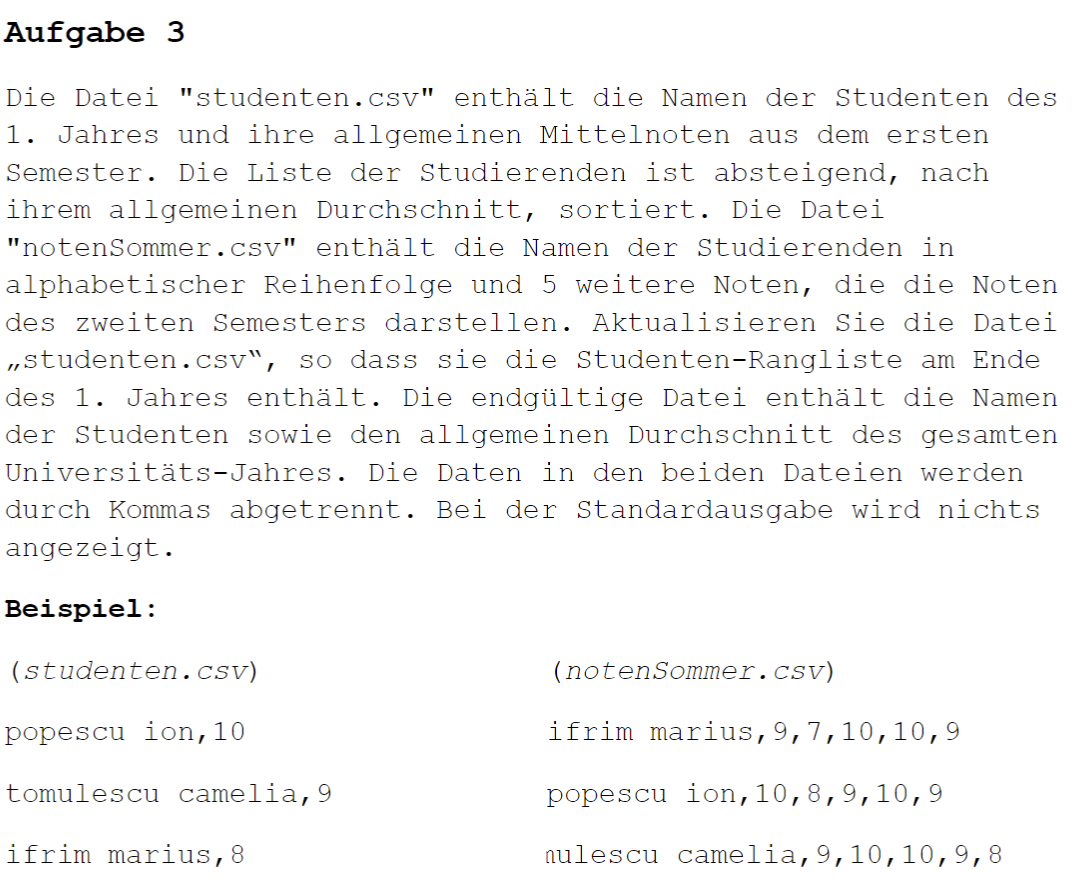 Aufgabe 3
Die Datei "studenten.csv" enthält die Namen der Studenten des
1. Jahres und ihre allgemeinen Mittelnoten aus dem ersten
Semester. Die Liste der Studierenden ist absteigend, nach
ihrem allgemeinen Durchschnitt, sortiert. Die Datei
"notenSommer.csv" enthält die Namen der Studierenden in
alphabetischer Reihenfolge und 5 weitere Noten, die die Noten
des zweiten Semesters darstellen. Aktualisieren Sie die Datei
„studenten.csv“, so dass sie die Studenten-Rangliste am Ende
des 1. Jahres enthält. Die endgültige Datei enthält die Namen
der Studenten sowie den allgemeinen Durchschnitt des gesamten
Universitäts-Jahres. Die Daten in den beiden Dateien werden
durch Kommas abgetrennt. Bei der Standardausgabe wird nichts
angezeigt.
Beispiel:
(studenten.csv) (notenSommer.csv)
popescu ion,10 ifrim marius,9,7,10,10,9
tomulescu camelia,9 popescu ion,10,8,9,10,9
ifrim marius,8 mulescu camelia,9,10,10,9,8